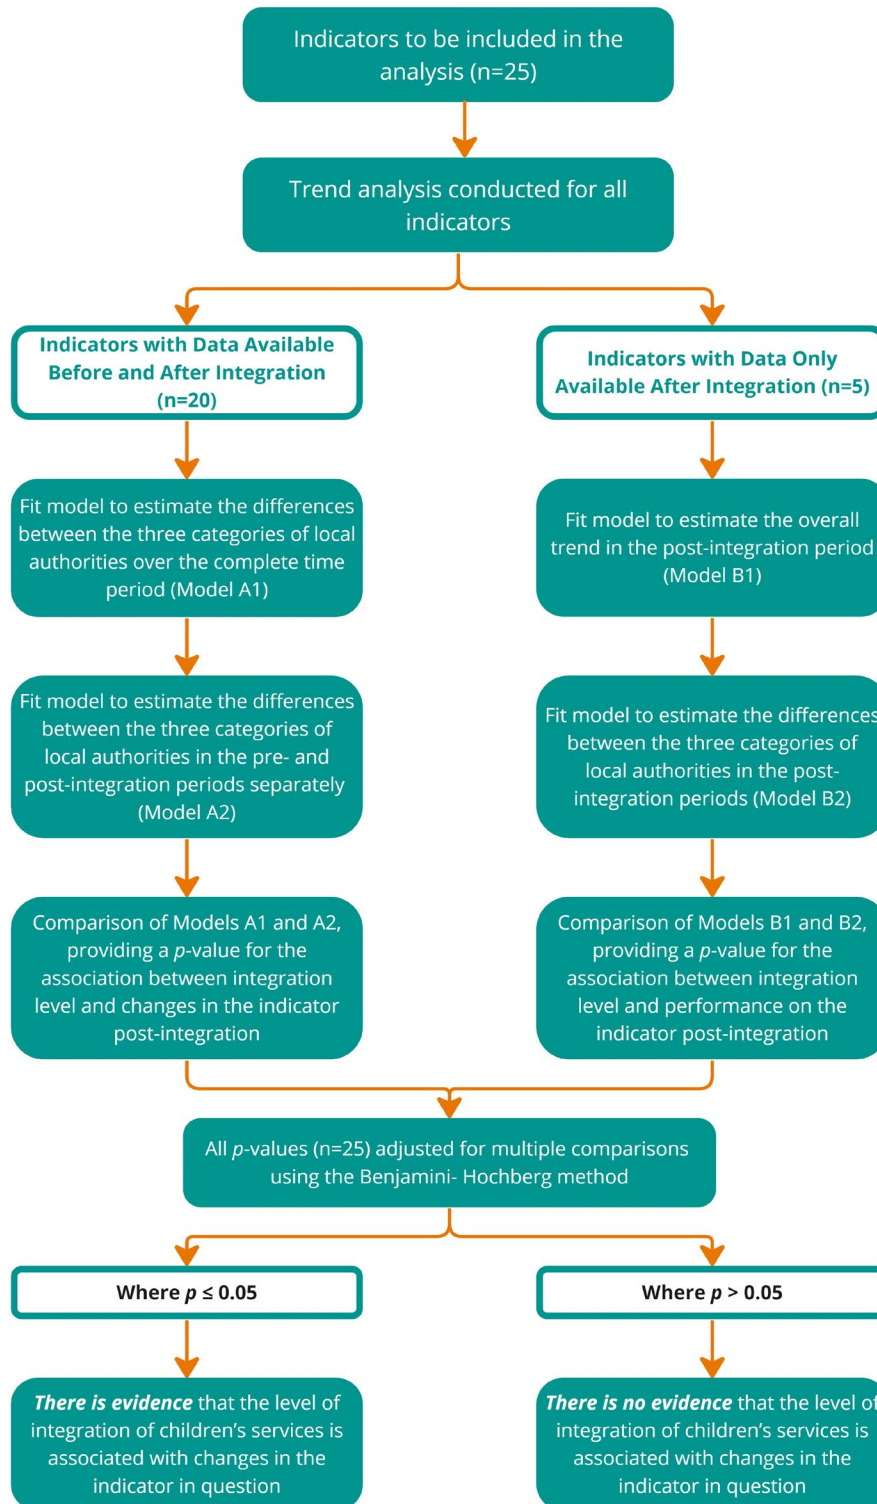 Indicators to be included in the
analysis (n=25)
Trend analysis conducted for all
indicators
Indicators with Data Available
Before and After Integration
(n=20)
Indicators with Data Only
Available After Integration (n=5)
Fit model to estimate the differences
between the three categories of local
authorities over the complete time
period (Model A1)
Fit model to estimate the overall
trend in the post-integration period
(Model B1)
Fit model to estimate the differences
between the three categories of
local authorities in the pre- and
post-integration periods separately
(Model A2)
Fit model to estimate the differences
between the three categories of
local authorities in the post-
integration periods (Model B2)
Comparison of Models A1 and A2,
providing a p-value for the
association between integration
level and changes in the indicator
post-integration
Comparison of Models B1 and B2,
providing a p-value for the
association between integration
level and performance on the
indicator post-integration
All p-values (n=25) adjusted for multiple comparisons
using the Benjamini- Hochberg method
Where p ≤ 0.05
Where p > 0.05
There is evidence that the level of
integration of children’s services is
associated with changes in the
indicator in question
There is no evidence that the level of
integration of children’s services is
associated with changes in the
indicator in question